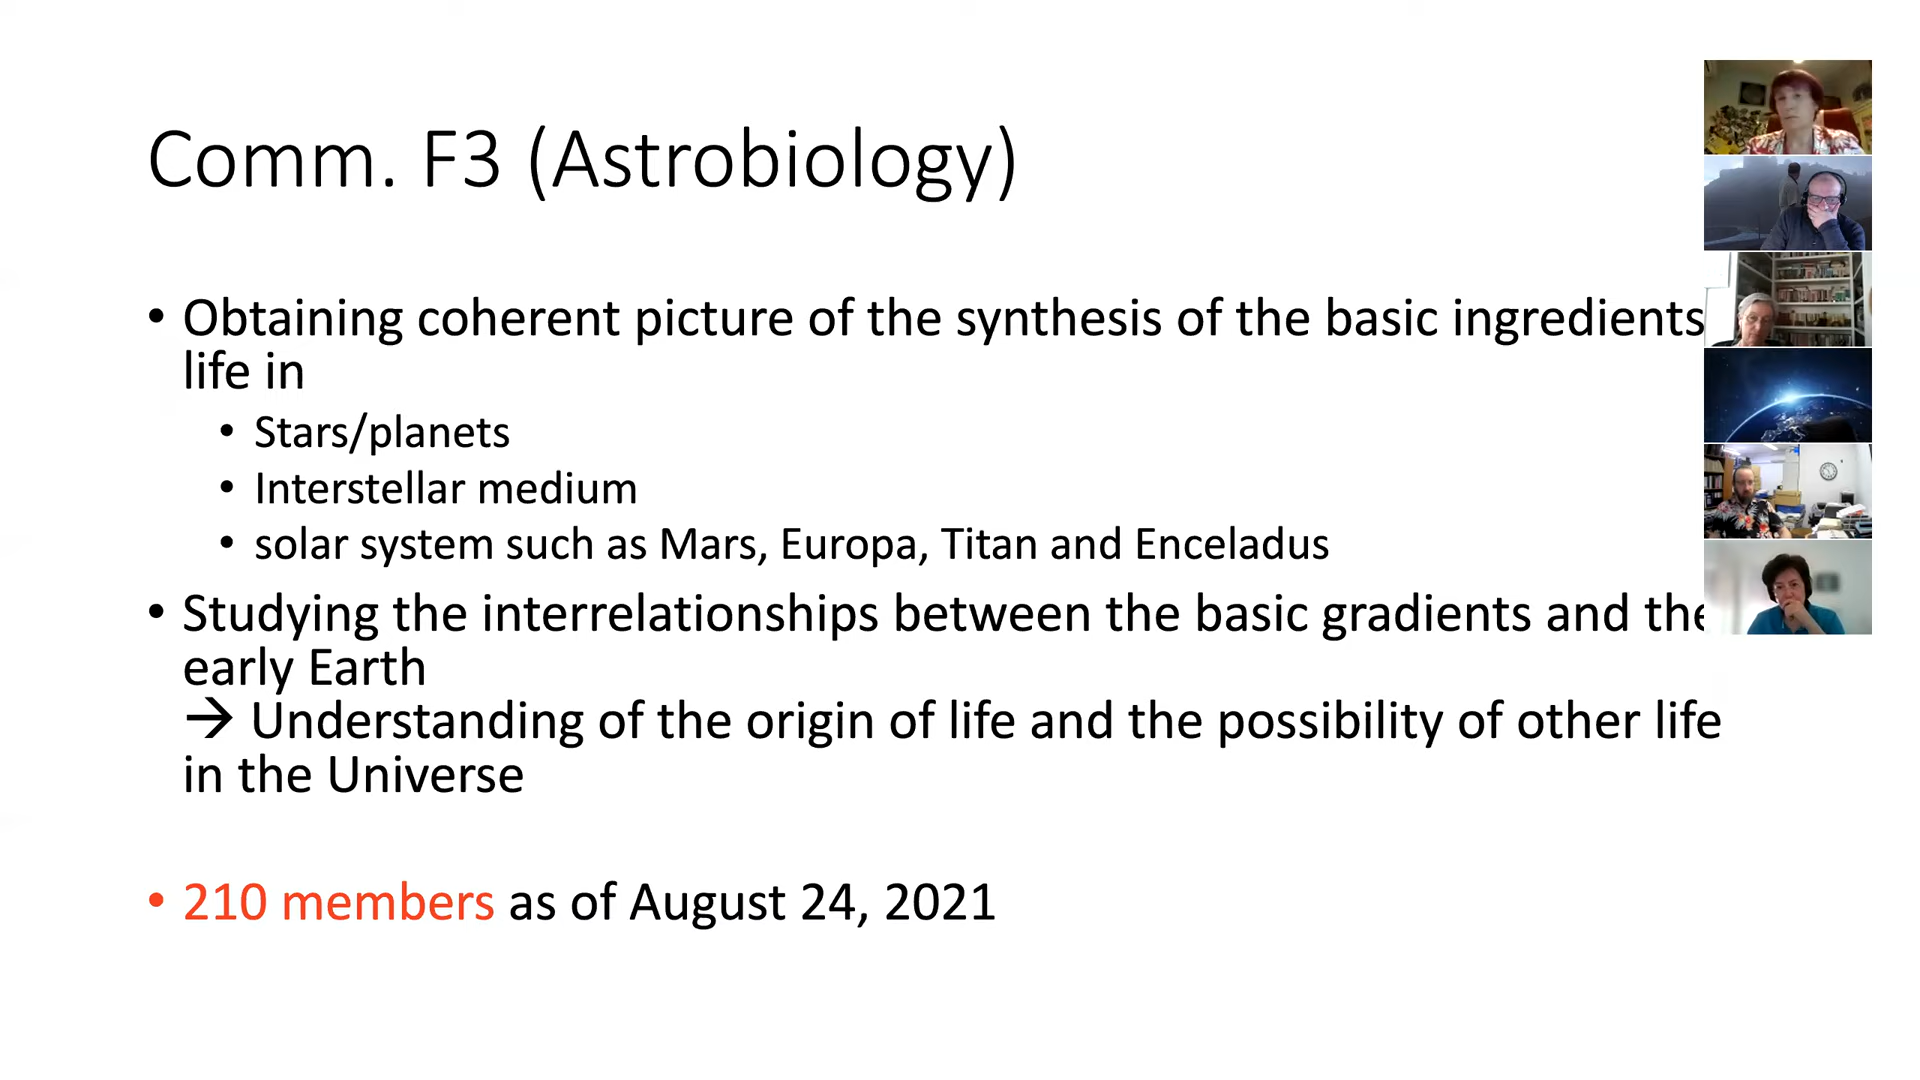 Comm. F3 (Astrobiology)
• Obtaining coherent picture of the synthesis of the basic ingredients
life in
• Stars/planets
• Interstellar medium
• solar system such as Mars, Europa, Titan and Enceladus
• Studying the interrelationships between the basic gradients and the
early Earth
→ Understanding of the origin of life and the possibility of other life
in the Universe
• 210 members as of August 24, 2021